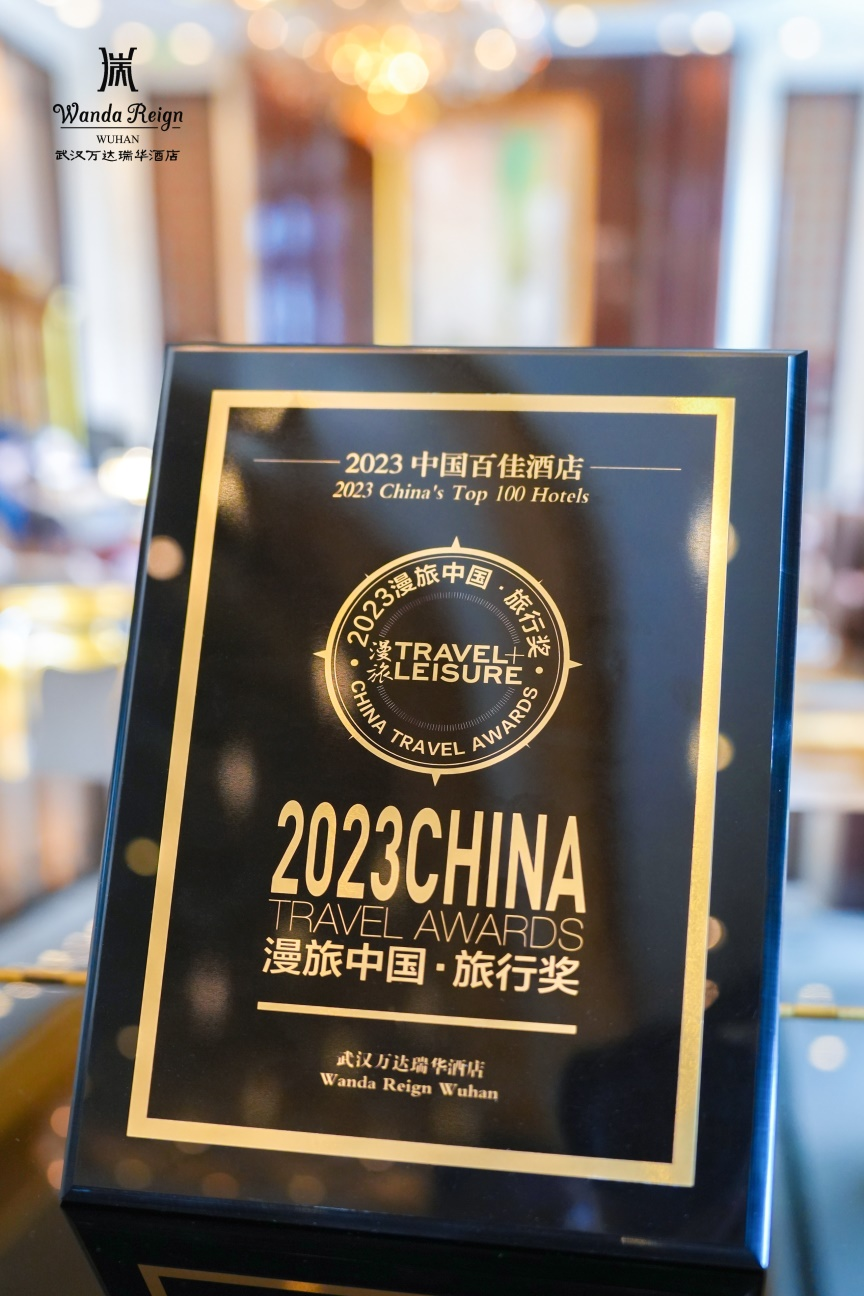 瑞
Wanda Reign
WUHAN
武汉万达瑞华酒店
2023 中国百佳酒店
2023 China's Top 100 Hotels
2023漫旅中国·旅行奖
漫旅
TRAVEL+
LEISURE
CHINA TRAVEL AWARDS
2023CHINA
TRAVEL AWARDS
漫旅中国·旅行奖
武汉万达瑞华酒店
Wanda Reign Wuhan